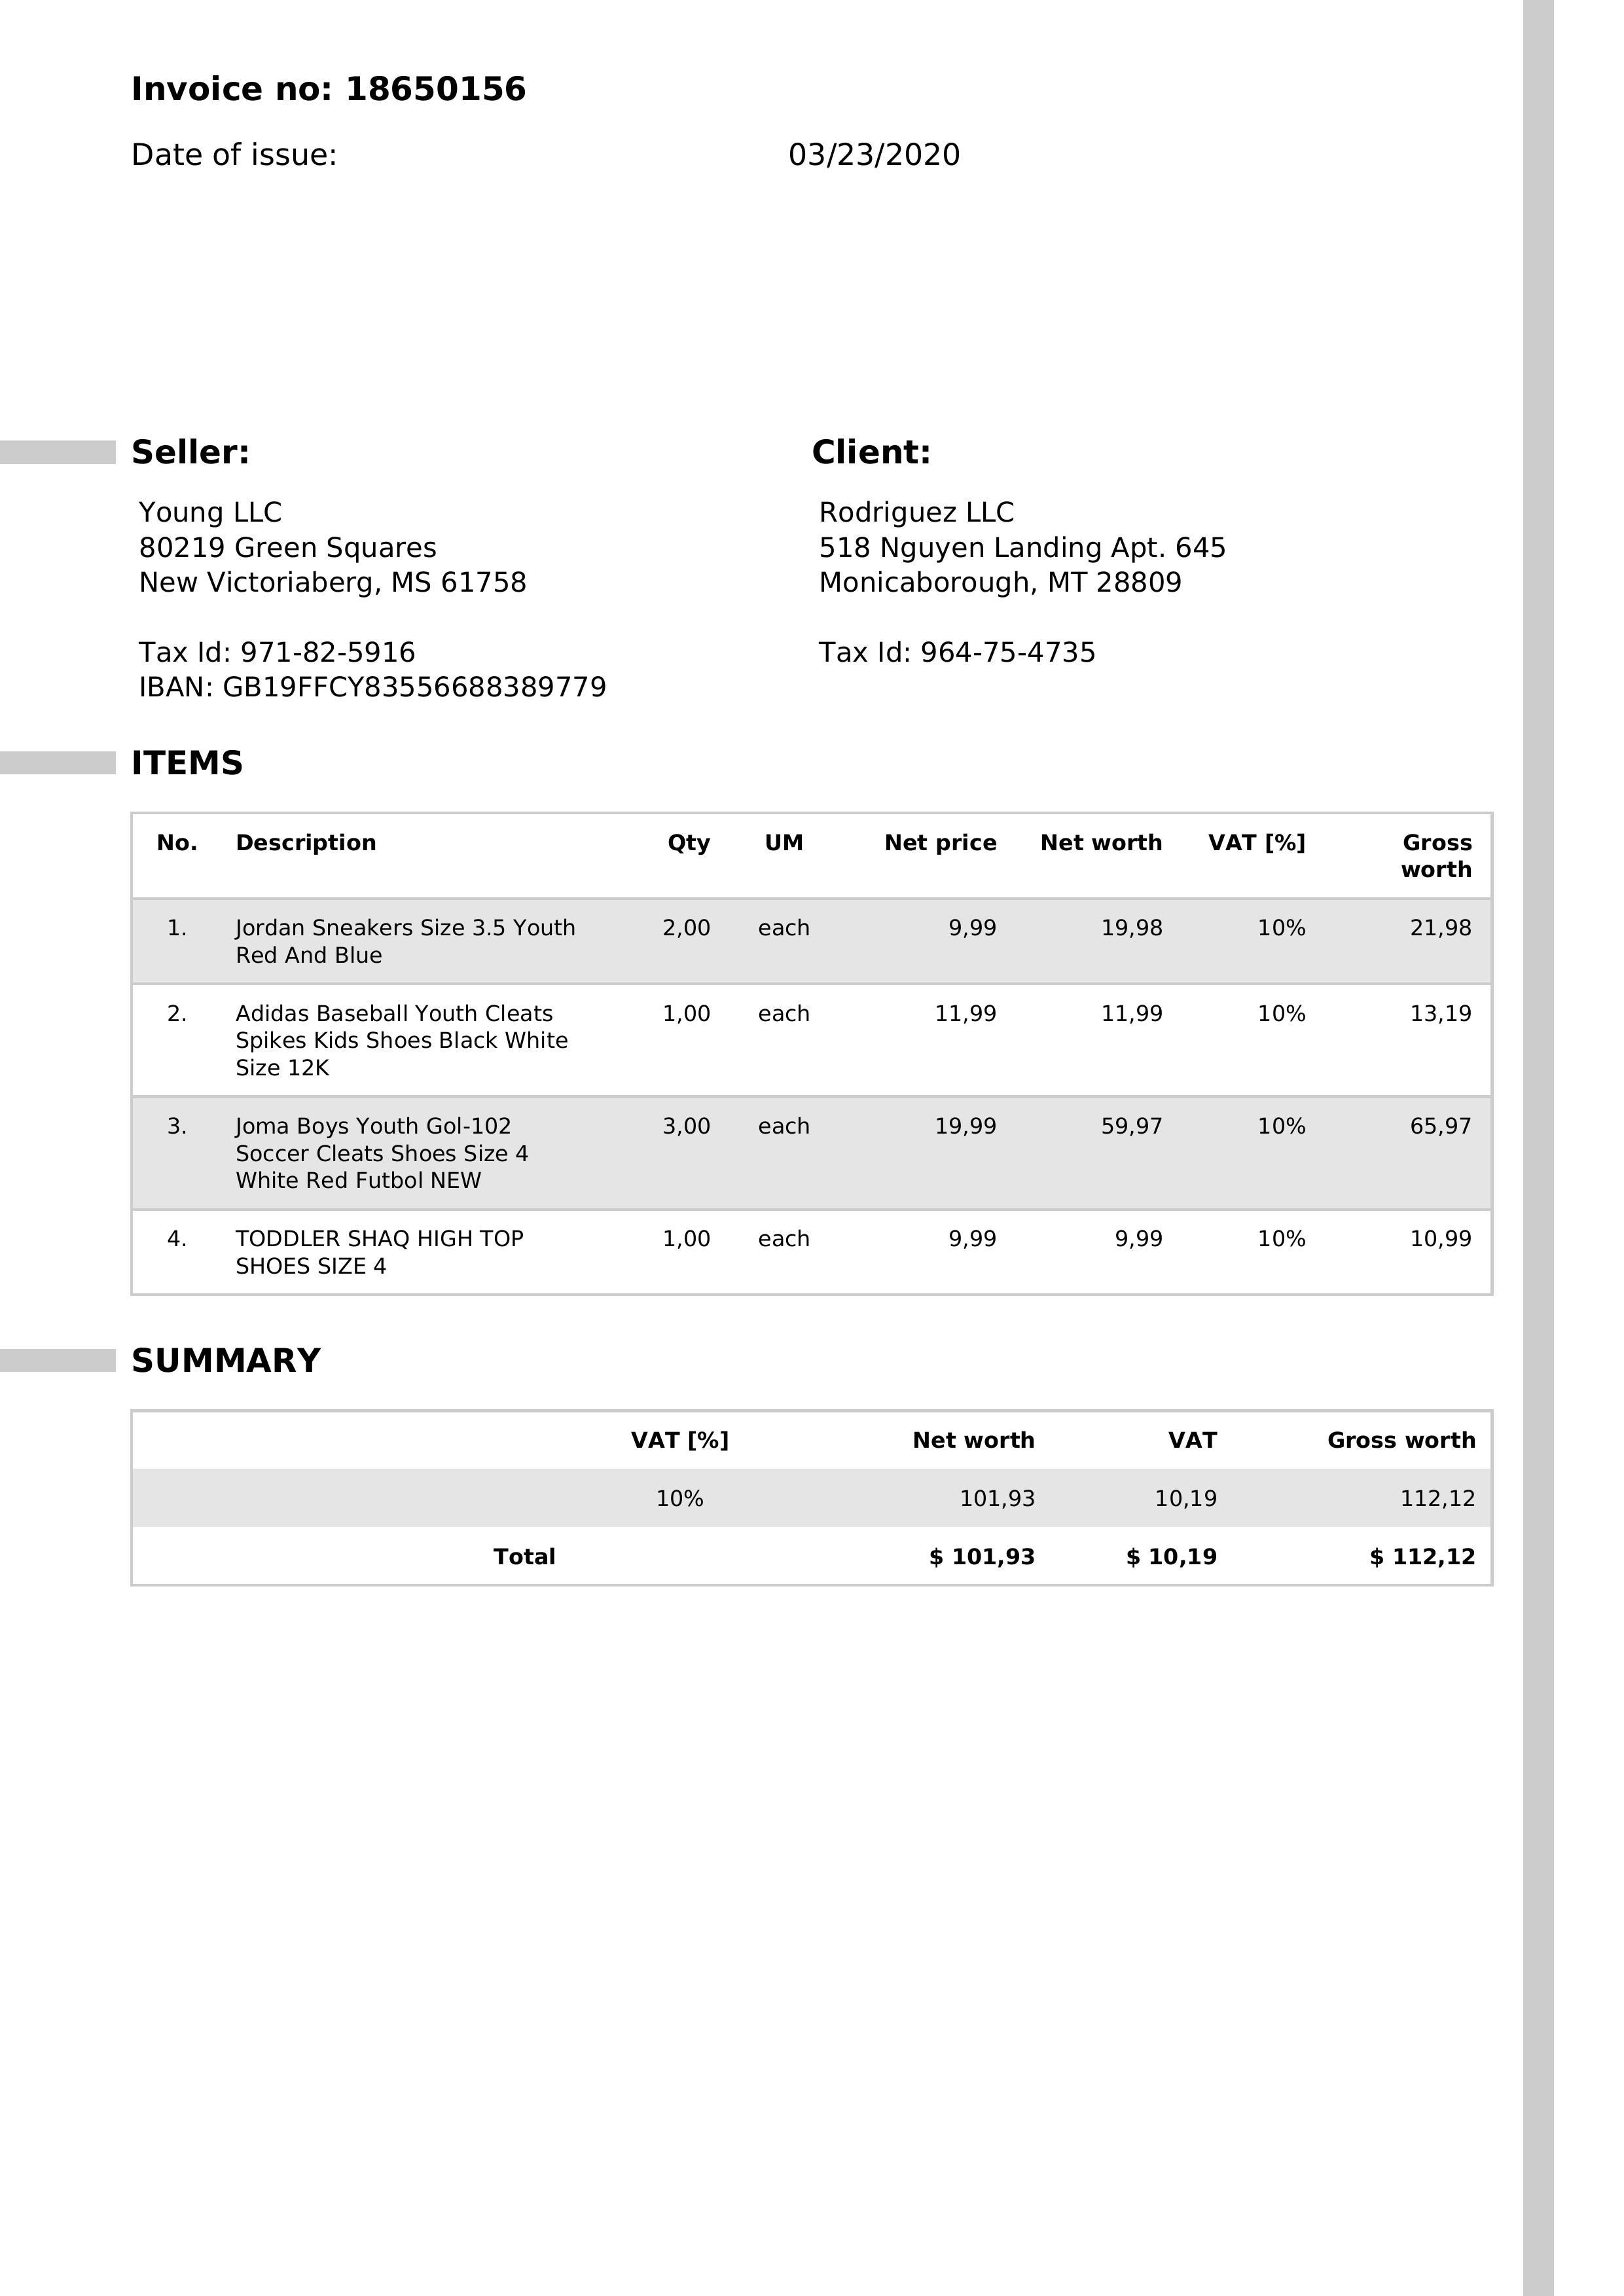 Invoice no: 18650156
Date of issue: 03/23/2020
Seller:
Young LLC
80219 Green Squares
New Victoriaberg, MS 61758
Tax Id: 971-82-5916
IBAN: GB19FFCY83556688389779
Client:
Rodriguez LLC
518 Nguyen Landing Apt. 645
Monicaborough, MT 28809
Tax Id: 964-75-4735
ITEMS
No. Description Qty UM Net price Net worth VAT [%] Gross
worth
1. Jordan Sneakers Size 3.5 Youth 2,00 each 9,99 19,98 10% 21,98
Red And Blue
2. Adidas Baseball Youth Cleats 1,00 each 11,99 11,99 10% 13,19
Spikes Kids Shoes Black White
Size 12K
3. Joma Boys Youth Gol-102 3,00 each 19,99 59,97 10% 65,97
Soccer Cleats Shoes Size 4
White Red Futbol NEW
4. TODDLER SHAQ HIGH TOP 1,00 each 9,99 9,99 10% 10,99
SHOES SIZE 4
SUMMARY
VAT [%] Net worth VAT Gross worth
10% 101,93 10,19 112,12
Total $ 101,93 $ 10,19 $ 112,12